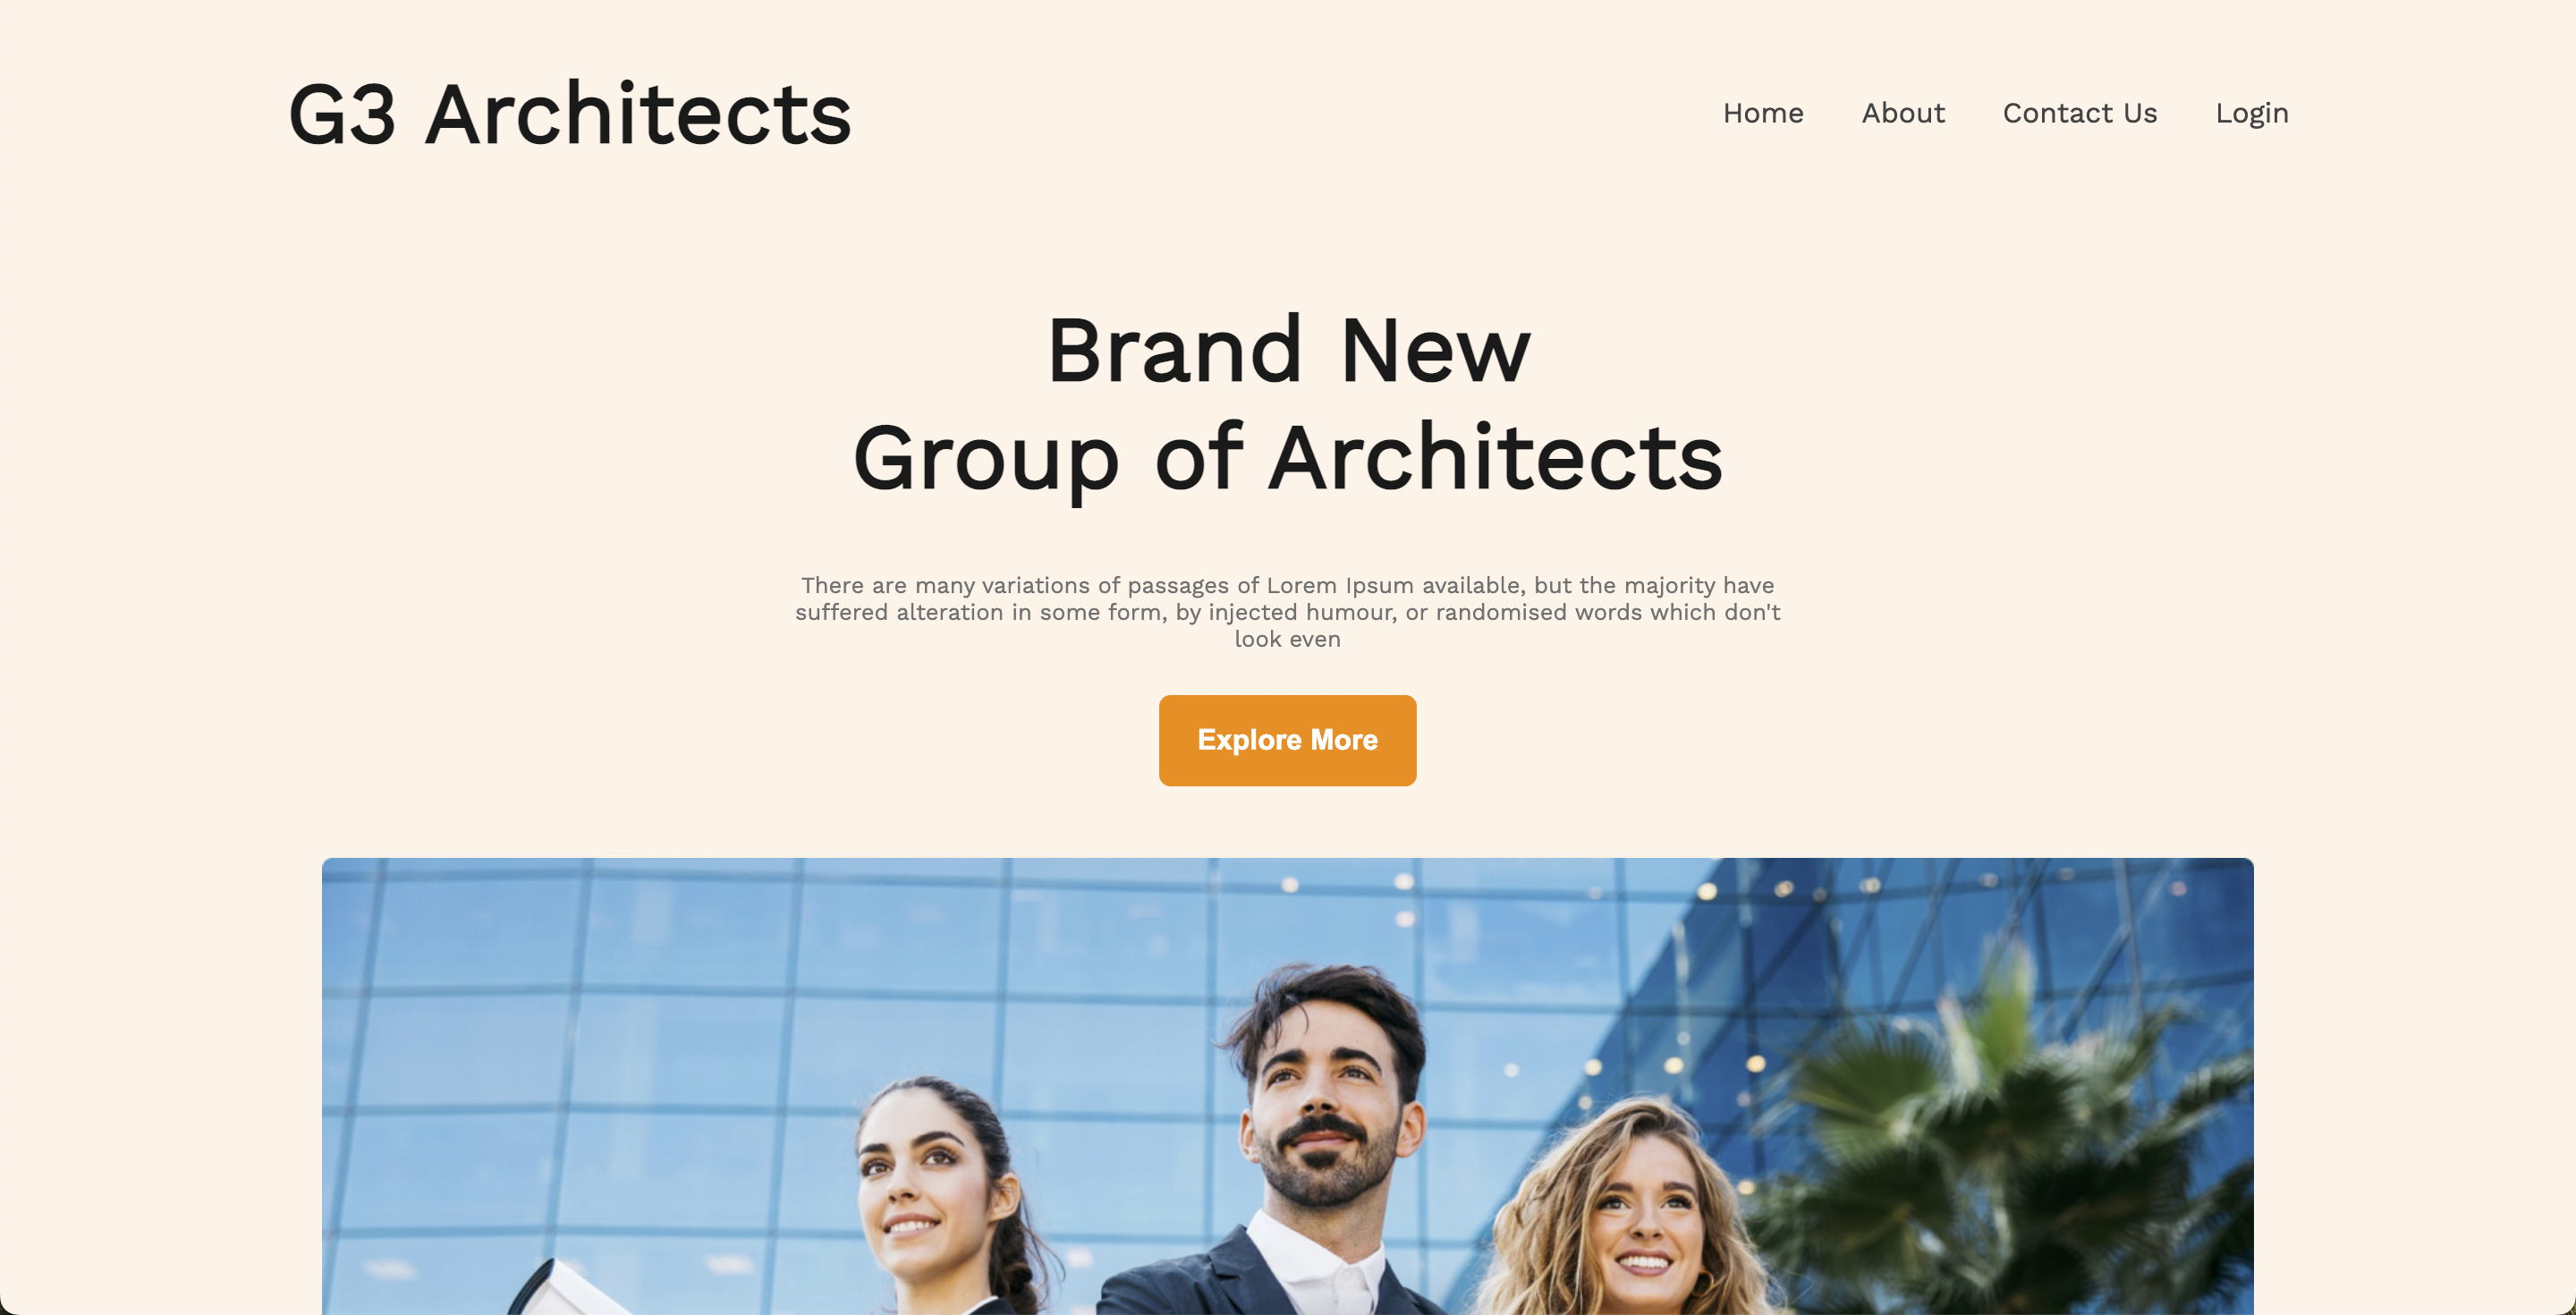 G3 Architects
Home About Contact Us Login
Brand New
Group of Architects
There are many variations of passages of Lorem Ipsum available, but the majority have
suffered alteration in some form, by injected humour, or randomised words which don't
look even
Explore More